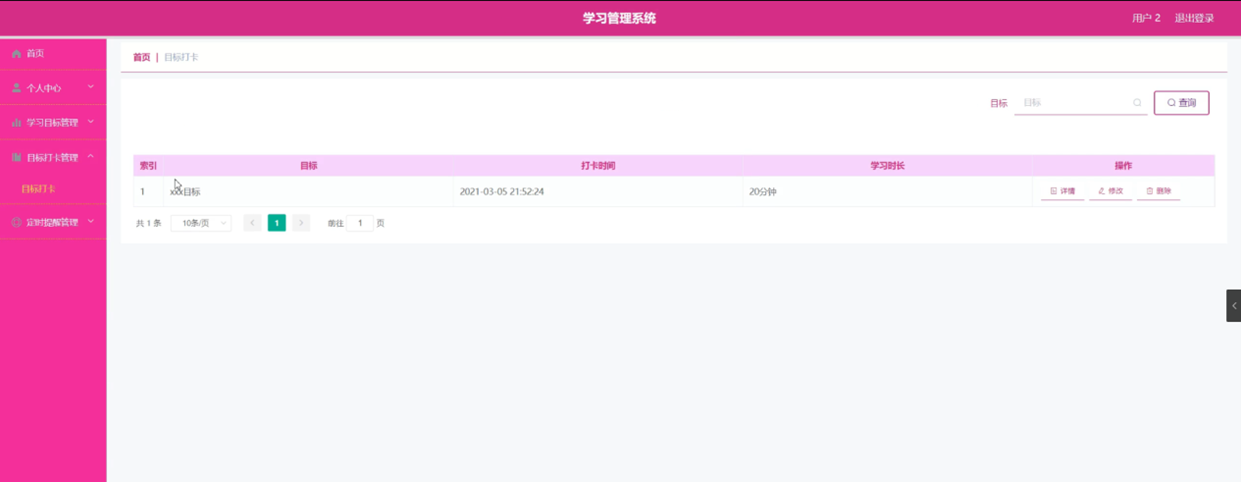 学习管理系统
用户 2 退出登录
首页
个人中心
学习目标管理
目标打卡管理
目标打卡
定时提醒管理
首页 | 目标打卡
目标 目标 查询
索引 目标 打卡时间 学习时长 操作
1 xxx目标 2021-03-05 21:52:24 20分钟 详情 修改 删除
共 1 条 10条/页 1 前往 1 页